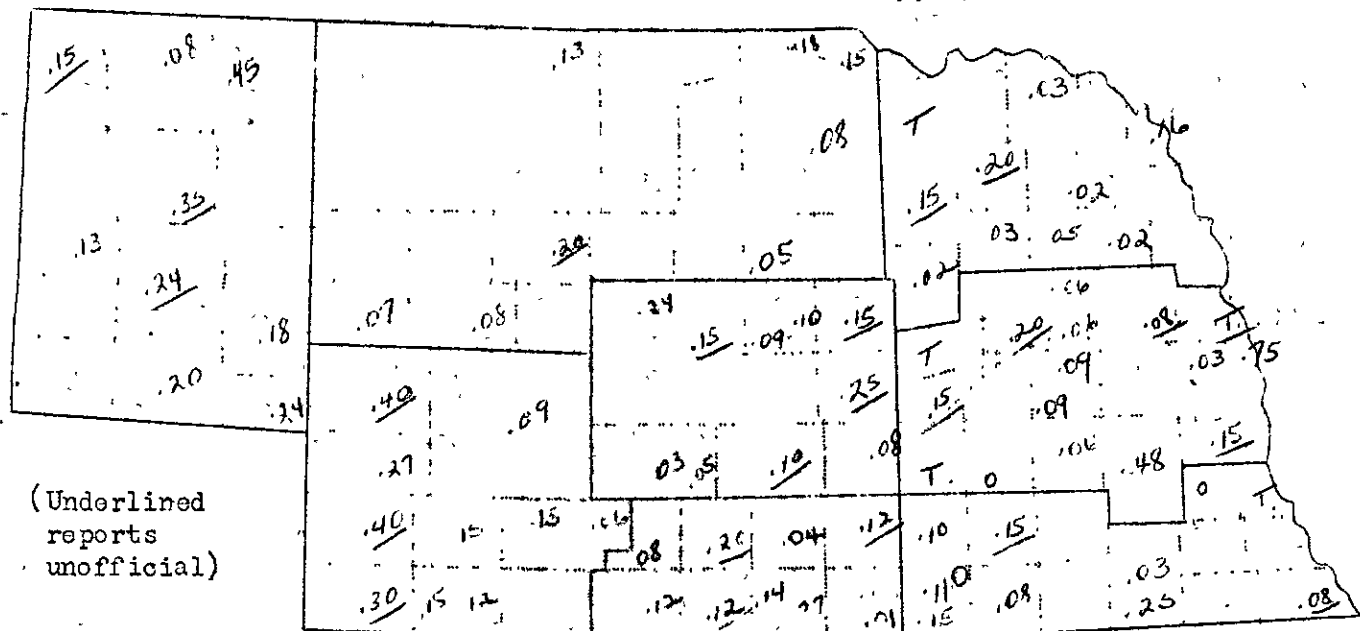 .15 .08 .45 .13 .18 .15
.03
T .16
.08
.20
.15 .02
.35
.13 .20 .05 03 .05 .02
.24 .02
.24 .06
.18 .07 .08 .15 .09 .10 .15 T .20 .06 .08 T
.20 .09 .03 .75
.24 .40 .09 .25 .15 .09 .15
.27 03 .05 .10 .08 T. 0 .06 .48 0 T
(Underlined
reports
unofficial)
.40 15 .15 .06 08 .20 .04 .12 .10 .15
.30 .15 12 .12 .12 .14 .01 .15 .08 .03
.25 .08